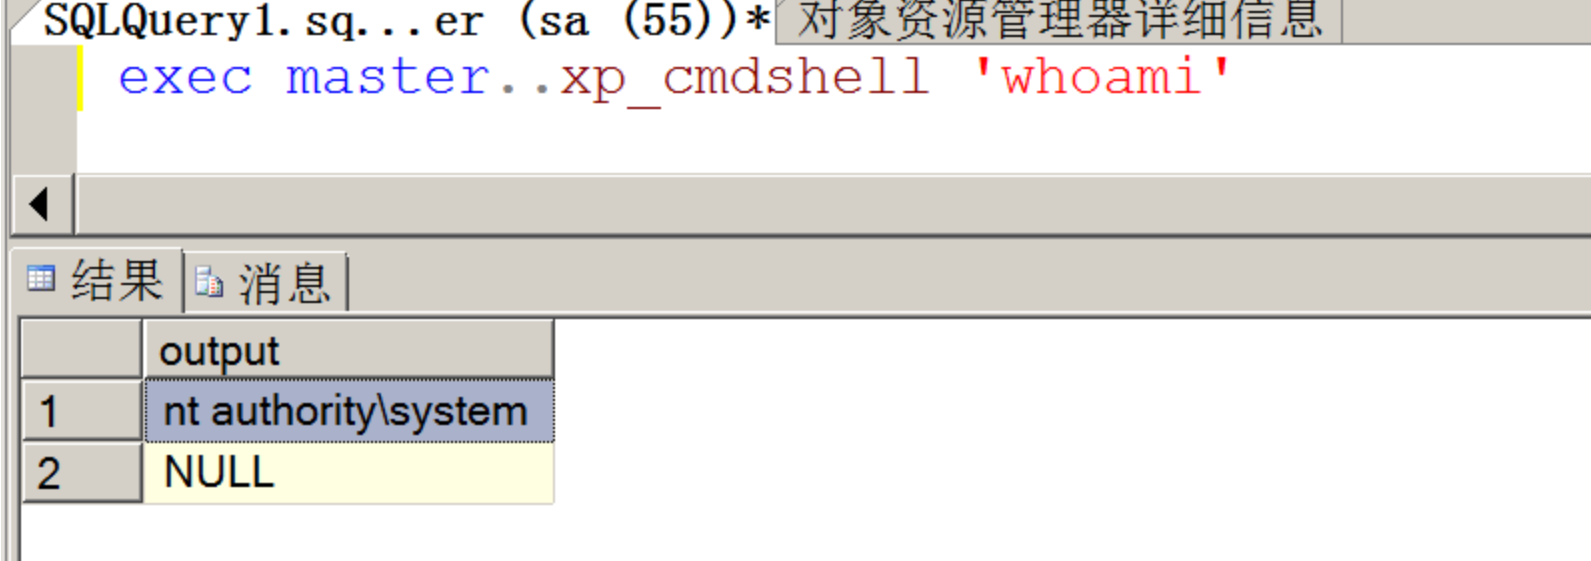 SQLQuery1.sq...er (sa (55))* 对象资源管理器详细信息
exec master..xp_cmdshell 'whoami'
结果 消息
output
1 nt authority\system
2 NULL